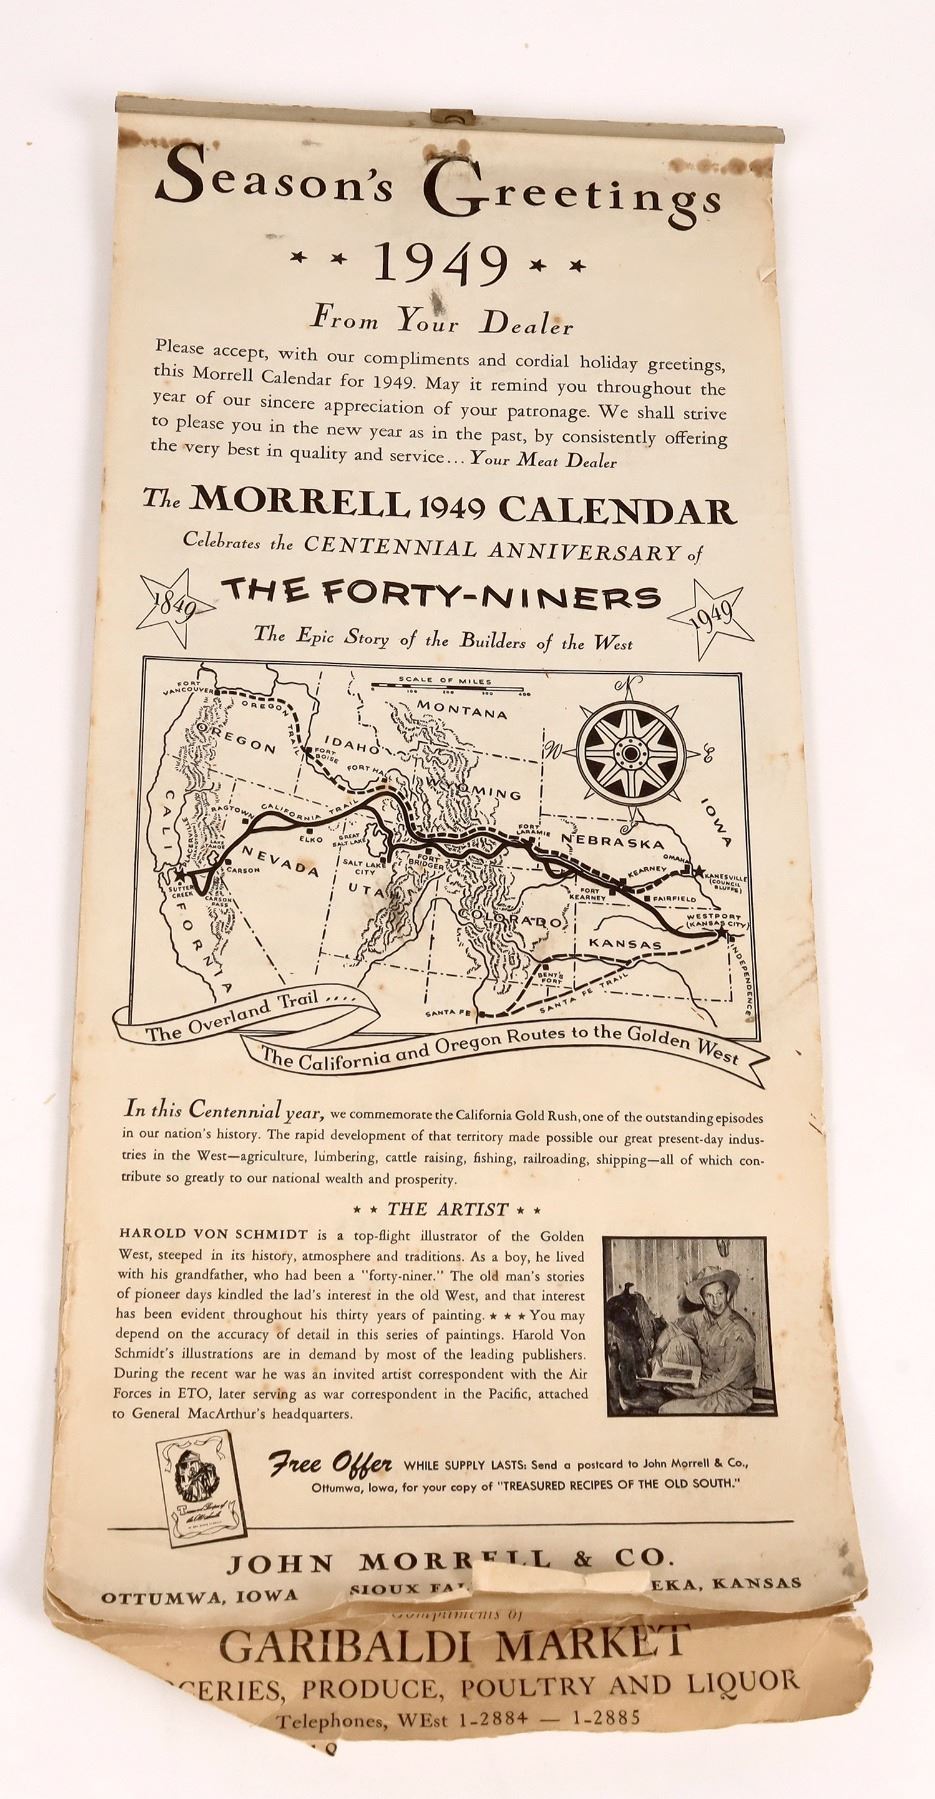 Season's Greetings
★ ★ 1949 ★ ★
From Your Dealer
Please accept, with our compliments and cordial holiday greetings,
this Morrell Calendar for 1949. May it remind you throughout the
year of our sincere appreciation of your patronage. We shall strive
to please you in the new year as in the past, by consistently offering
the very best in quality and service... Your Meat Dealer
The MORRELL 1949 CALENDAR
Celebrates the CENTENNIAL ANNIVERSARY of
1849 THE FORTY-NINERS 1949
The Epic Story of the Builders of the West
SCALE OF MILES
100 200 300 400
N
W
E
S
FORT VANCOUVER
OREGON TRAIL
OREGON
IDAHO
MONTANA
FORT BOISE
FORT HALL
WYOMING
IOWA
CALIFORNIA
RAGTOWN
CALIFORNIA TRAIL
ELKO
GREAT SALT LAKE
FORT LARAMIE
NEBRASKA
OMAHA
KANESVILLE
(COUNCIL BLUFFS)
NEVADA
CARSON
SALT LAKE CITY
FORT BRIDGER
FORT KEARNEY
KEARNEY
FAIRFIELD
SUTTER CREEK
CARSON PASS
UTAH
COLORADO
WESTPORT
(KANSAS CITY)
KANSAS
INDEPENDENCE
BENT'S FORT
SANTA FE TRAIL
SANTA FE
The Overland Trail ....
The California and Oregon Routes to the Golden West
In this Centennial year, we commemorate the California Gold Rush, one of the outstanding episodes
in our nation's history. The rapid development of that territory made possible our great present-day indus-
tries in the West—agriculture, lumbering, cattle raising, fishing, railroading, shipping—all of which con-
tribute so greatly to our national wealth and prosperity.
★ ★ THE ARTIST ★ ★
HAROLD VON SCHMIDT is a top-flight illustrator of the Golden
West, steeped in its history, atmosphere and traditions. As a boy, he lived
with his grandfather, who had been a "forty-niner." The old man's stories
of pioneer days kindled the lad's interest in the old West, and that interest
has been evident throughout his thirty years of painting. ★ ★ ★ You may
depend on the accuracy of detail in this series of paintings. Harold Von
Schmidt's illustrations are in demand by most of the leading publishers.
During the recent war he was an invited artist correspondent with the Air
Forces in ETO, later serving as war correspondent in the Pacific, attached
to General MacArthur's headquarters.
Treasured Recipes of
the Old South
Free Offer WHILE SUPPLY LASTS: Send a postcard to John Morrell & Co.,
Ottumwa, Iowa, for your copy of "TREASURED RECIPES OF THE OLD SOUTH."
JOHN MORRELL & CO.
OTTUMWA, IOWA SIOUX FAL EKA, KANSAS
Compliments of
GARIBALDI MARKET
CERIES, PRODUCE, POULTRY AND LIQUOR
Telephones, WEst 1-2884 — 1-2885